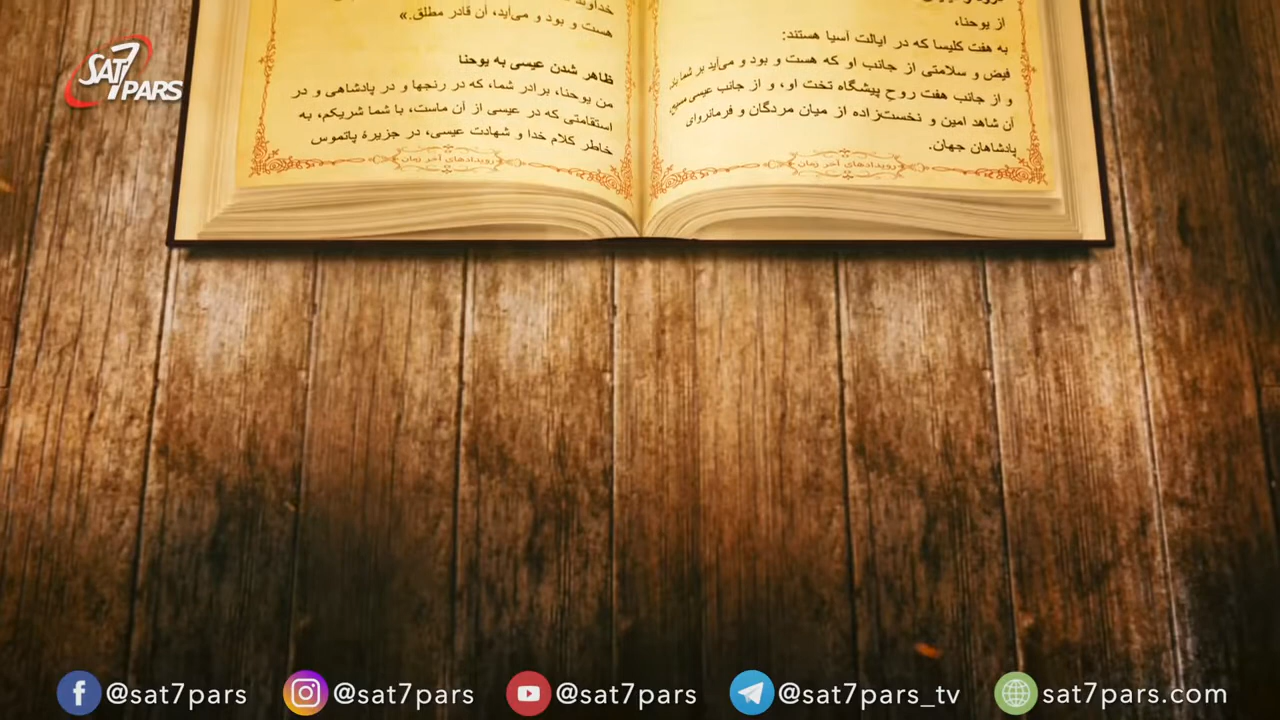 SAT7
PARS
از یوحنا،
به هفت کلیسا که در ایالت آسیا هستند:
فیض و سلامتی از جانب او که هست و بود و می‌آید بر شما باد،
و از جانب هفت روح پیشگاه تخت او، و از جانب عیسی مسیح،
آن شاهد امین و نخست‌زاده از میان مردگان و فرمانروای
پادشاهان جهان.
رویدادهای آخر زمان
خداوند
هست و بود و می‌آید، آن قادر مطلق.»
ظاهر شدن عیسی به یوحنا
من یوحنا، برادر شما، که در رنجها و در پادشاهی و در
استقامتی که در عیسی از آن ماست، با شما شریکم، به
خاطر کلام خدا و شهادت عیسی، در جزیرۀ پاتموس
رویدادهای آخر زمان
@sat7pars @sat7pars @sat7pars @sat7pars_tv sat7pars.com